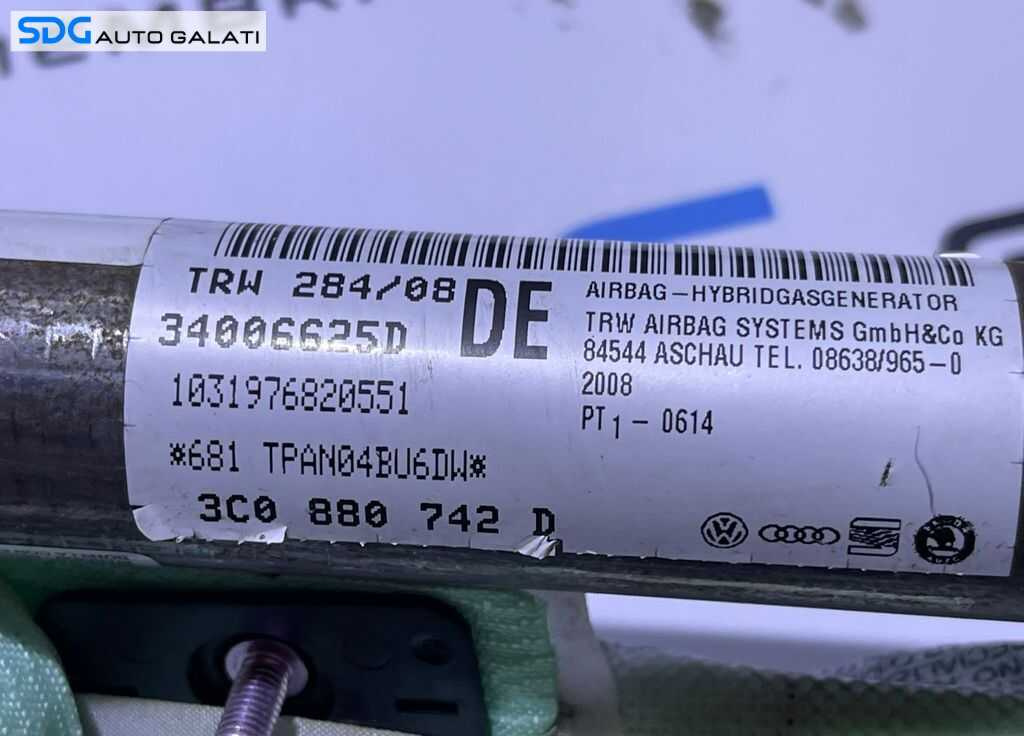 SDG AUTO GALATI
TRW 284/08
34006625D
1031976820551
*681 TPAN04BU6DW*
3C0 880 742 D
DE
AIRBAG-HYBRIDGASGENERATOR
TRW AIRBAG SYSTEMS GmbH&Co KG
84544 ASCHAU TEL. 08638/965-0
2008
PT1 - 0614